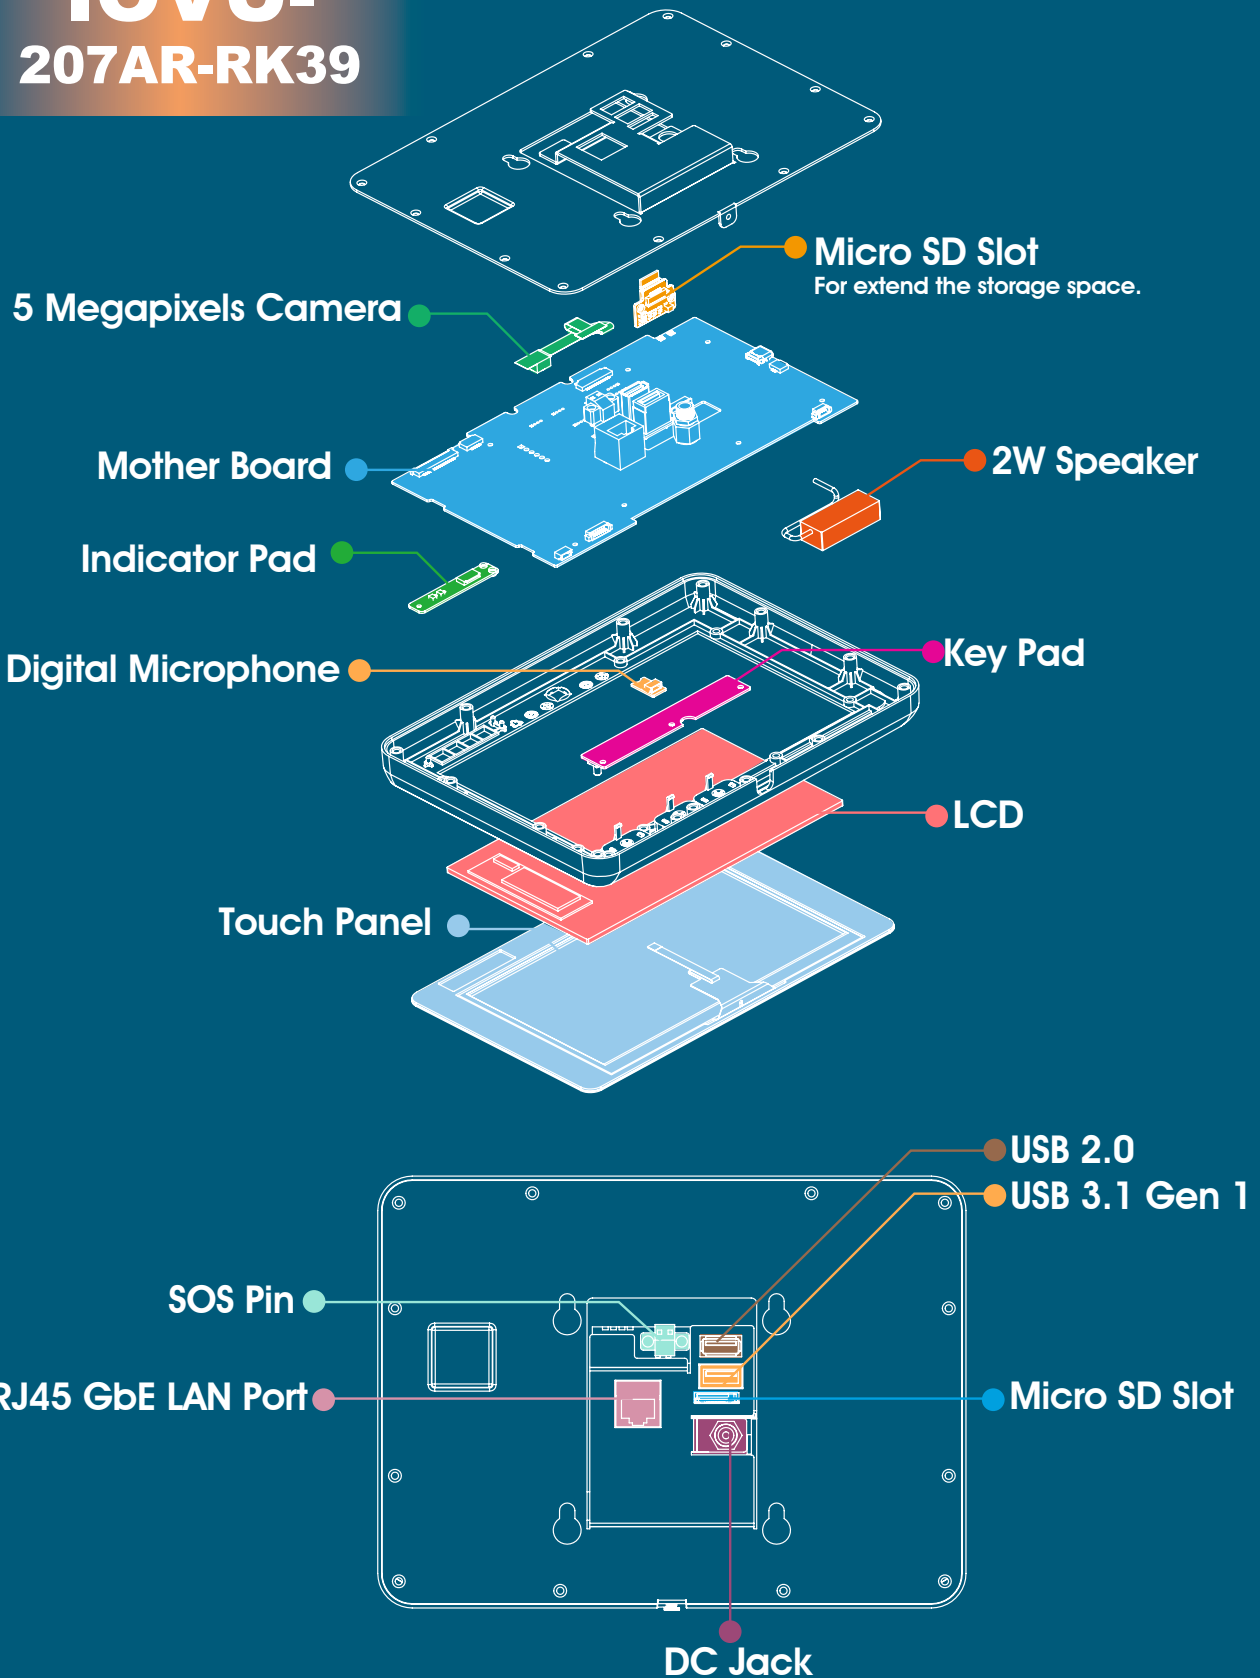 IOVU-
207AR-RK39
Micro SD Slot
For extend the storage space.
5 Megapixels Camera
Mother Board
2W Speaker
Indicator Pad
Digital Microphone
Key Pad
LCD
Touch Panel
USB 2.0
USB 3.1 Gen 1
SOS Pin
RJ45 GbE LAN Port
Micro SD Slot
DC Jack